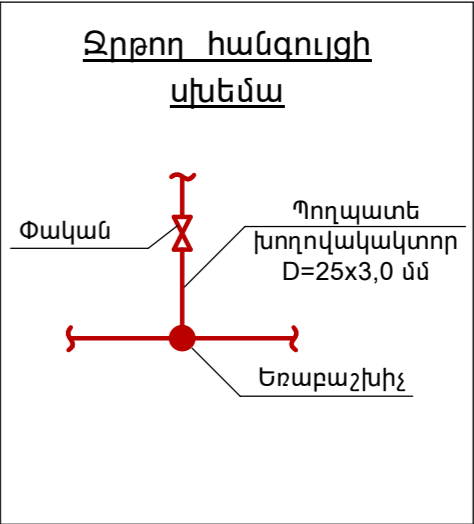 Ջրթող հանգույցի
սխեմա
Փական
Պողպատե
խողովակակտոր
D=25x3,0 մմ
Եռաբաշխիչ